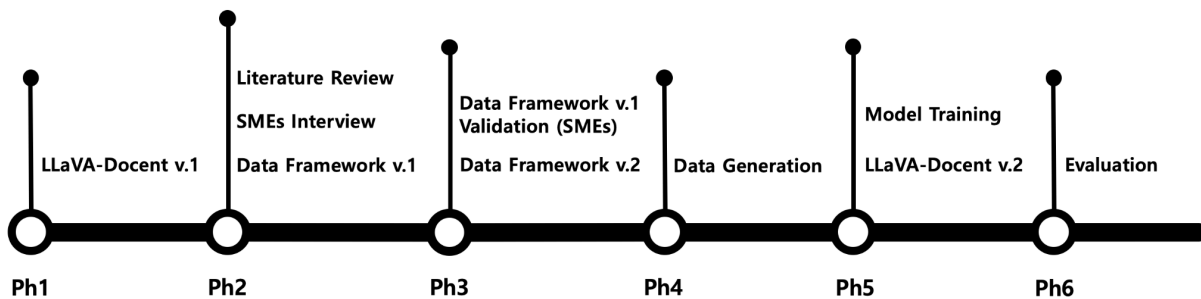 Literature Review
SMEs Interview
LLaVA-Docent v.1
Data Framework v.1
Data Framework v.1
Validation (SMEs)
Data Framework v.2
Data Generation
Model Training
LLaVA-Docent v.2
Evaluation
Ph1
Ph2
Ph3
Ph4
Ph5
Ph6